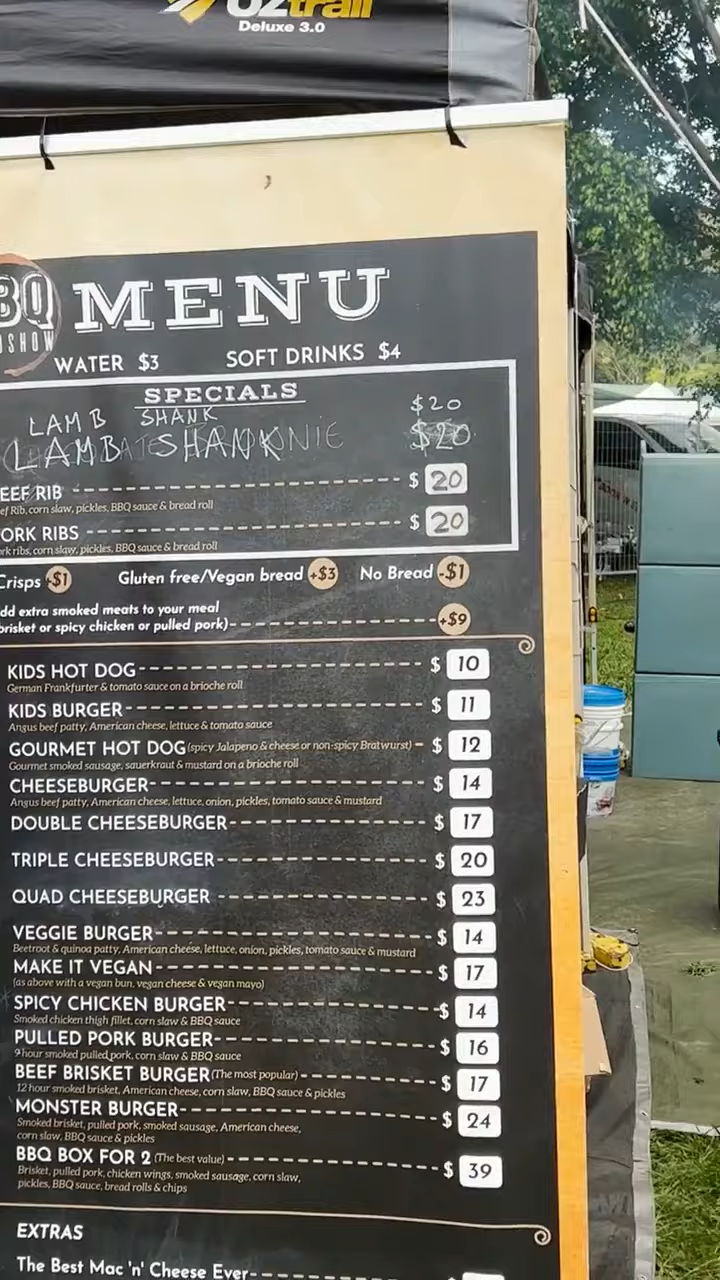 OZtrail
Deluxe 3.0
BQ
MENU
WATER $3 SOFT DRINKS $4
SPECIALS
LAMB SHANK $20
LAMB SHANK $20
EEF RIB $ 20
ef Rib, corn slaw, pickles, BBQ sauce & bread roll
ORK RIBS $ 20
rk ribs, corn slaw, pickles, BBQ sauce & bread roll
Crisps +$1 Gluten free/Vegan bread +$3 No Bread -$1
dd extra smoked meats to your meal
brisket or spicy chicken or pulled pork) +$9
KIDS HOT DOG $ 10
German Frankfurter & tomato sauce on a brioche roll
KIDS BURGER $ 11
Angus beef patty, American cheese, lettuce & tomato sauce
GOURMET HOT DOG (spicy Jalapeno & cheese or non-spicy Bratwurst) $ 12
Gourmet smoked sausage, sauerkraut & mustard on a brioche roll
CHEESEBURGER $ 14
Angus beef patty, American cheese, lettuce, onion, pickles, tomato sauce & mustard
DOUBLE CHEESEBURGER $ 17
TRIPLE CHEESEBURGER $ 20
QUAD CHEESEBURGER $ 23
VEGGIE BURGER $ 14
Beetroot & quinoa patty, American cheese, lettuce, onion, pickles, tomato sauce & mustard
MAKE IT VEGAN $ 17
(as above with a vegan bun, vegan cheese & vegan mayo)
SPICY CHICKEN BURGER $ 14
Smoked chicken thigh fillet, corn slaw & BBQ sauce
PULLED PORK BURGER $ 16
9 hour smoked pulled pork, corn slaw & BBQ sauce
BEEF BRISKET BURGER (The most popular) $ 17
12 hour smoked brisket, American cheese, corn slaw, BBQ sauce & pickles
MONSTER BURGER $ 24
Smoked brisket, pulled pork, smoked sausage, American cheese,
corn slaw, BBQ sauce & pickles
BBQ BOX FOR 2 (The best value) $ 39
Brisket, pulled pork, chicken wings, smoked sausage, corn slaw,
pickles, BBQ sauce, bread rolls & chips
EXTRAS
The Best Mac 'n' Cheese Ever